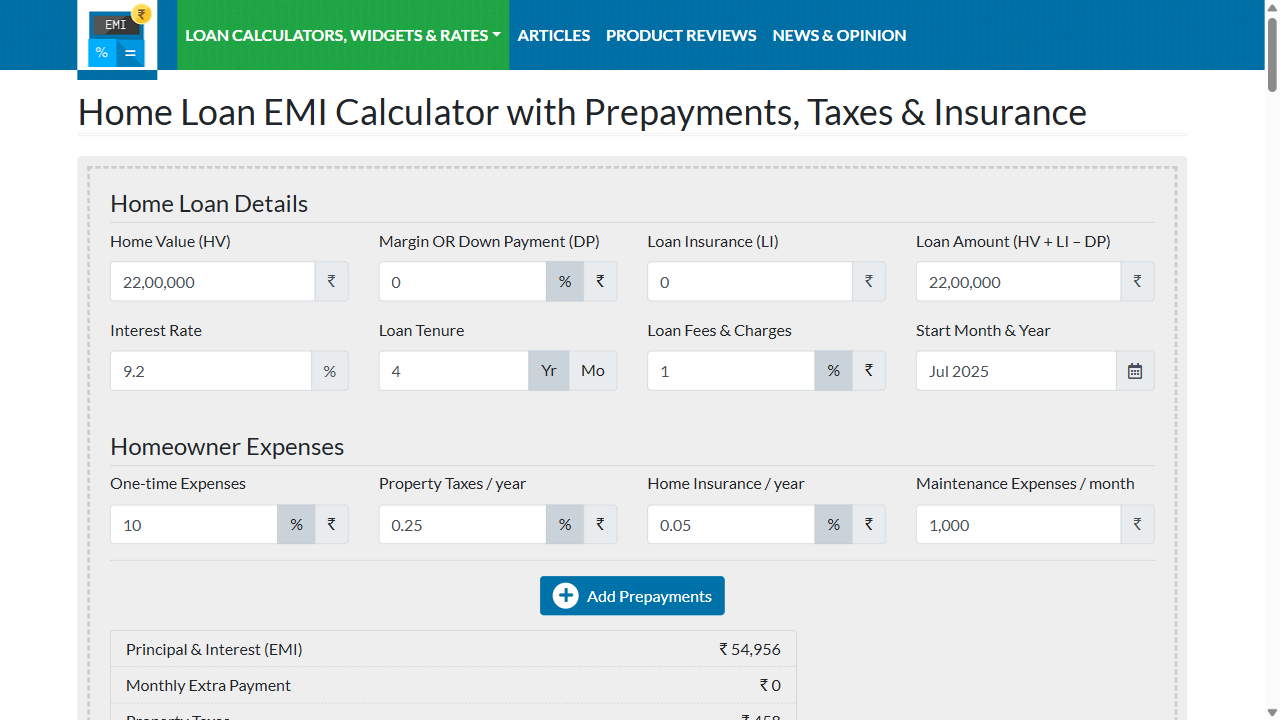 EMI ₹
% =
LOAN CALCULATORS, WIDGETS & RATES ARTICLES PRODUCT REVIEWS NEWS & OPINION
Home Loan EMI Calculator with Prepayments, Taxes & Insurance
Home Loan Details
Home Value (HV) Margin OR Down Payment (DP) Loan Insurance (LI) Loan Amount (HV + LI – DP)
22,00,000 ₹ 0 % ₹ 0 ₹ 22,00,000 ₹
Interest Rate Loan Tenure Loan Fees & Charges Start Month & Year
9.2 % 4 Yr Mo 1 % ₹ Jul 2025
Homeowner Expenses
One-time Expenses Property Taxes / year Home Insurance / year Maintenance Expenses / month
10 % ₹ 0.25 % ₹ 0.05 % ₹ 1,000 ₹
Add Prepayments
Principal & Interest (EMI) ₹ 54,956
Monthly Extra Payment ₹ 0
Property Taxes ₹ 458